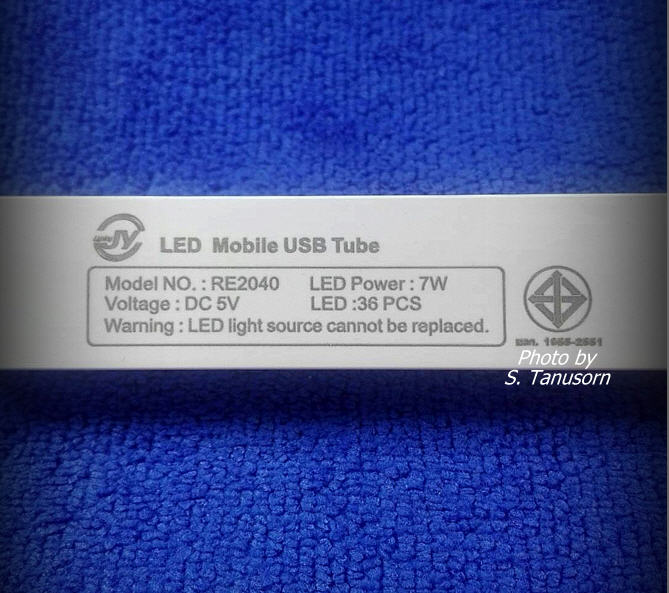 JY LED Mobile USB Tube
Model NO. : RE2040 LED Power : 7W
Voltage : DC 5V LED :36 PCS
Warning : LED light source cannot be replaced.
มอก. 1955-2551
Photo by
S. Tanusorn